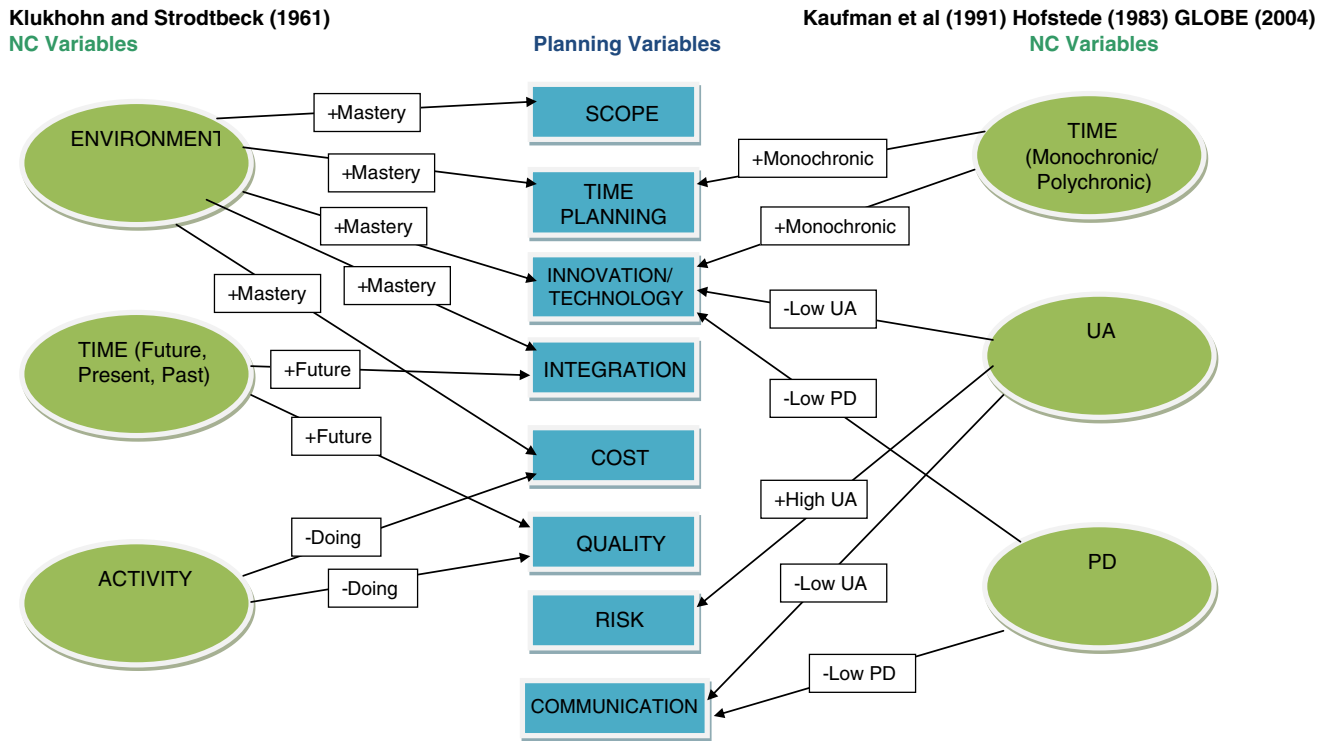 Klukhohn and Strodtbeck (1961)
NC Variables
Planning Variables
Kaufman et al (1991) Hofstede (1983) GLOBE (2004)
NC Variables
ENVIRONMENT
TIME (Future,
Present, Past)
ACTIVITY
+Mastery
+Mastery
+Mastery
+Mastery
+Mastery
+Future
+Future
-Doing
-Doing
SCOPE
TIME
PLANNING
INNOVATION/
TECHNOLOGY
INTEGRATION
COST
QUALITY
RISK
COMMUNICATION
+Monochronic
+Monochronic
-Low UA
-Low PD
+High UA
-Low UA
-Low PD
TIME
(Monochronic/
Polychronic)
UA
PD